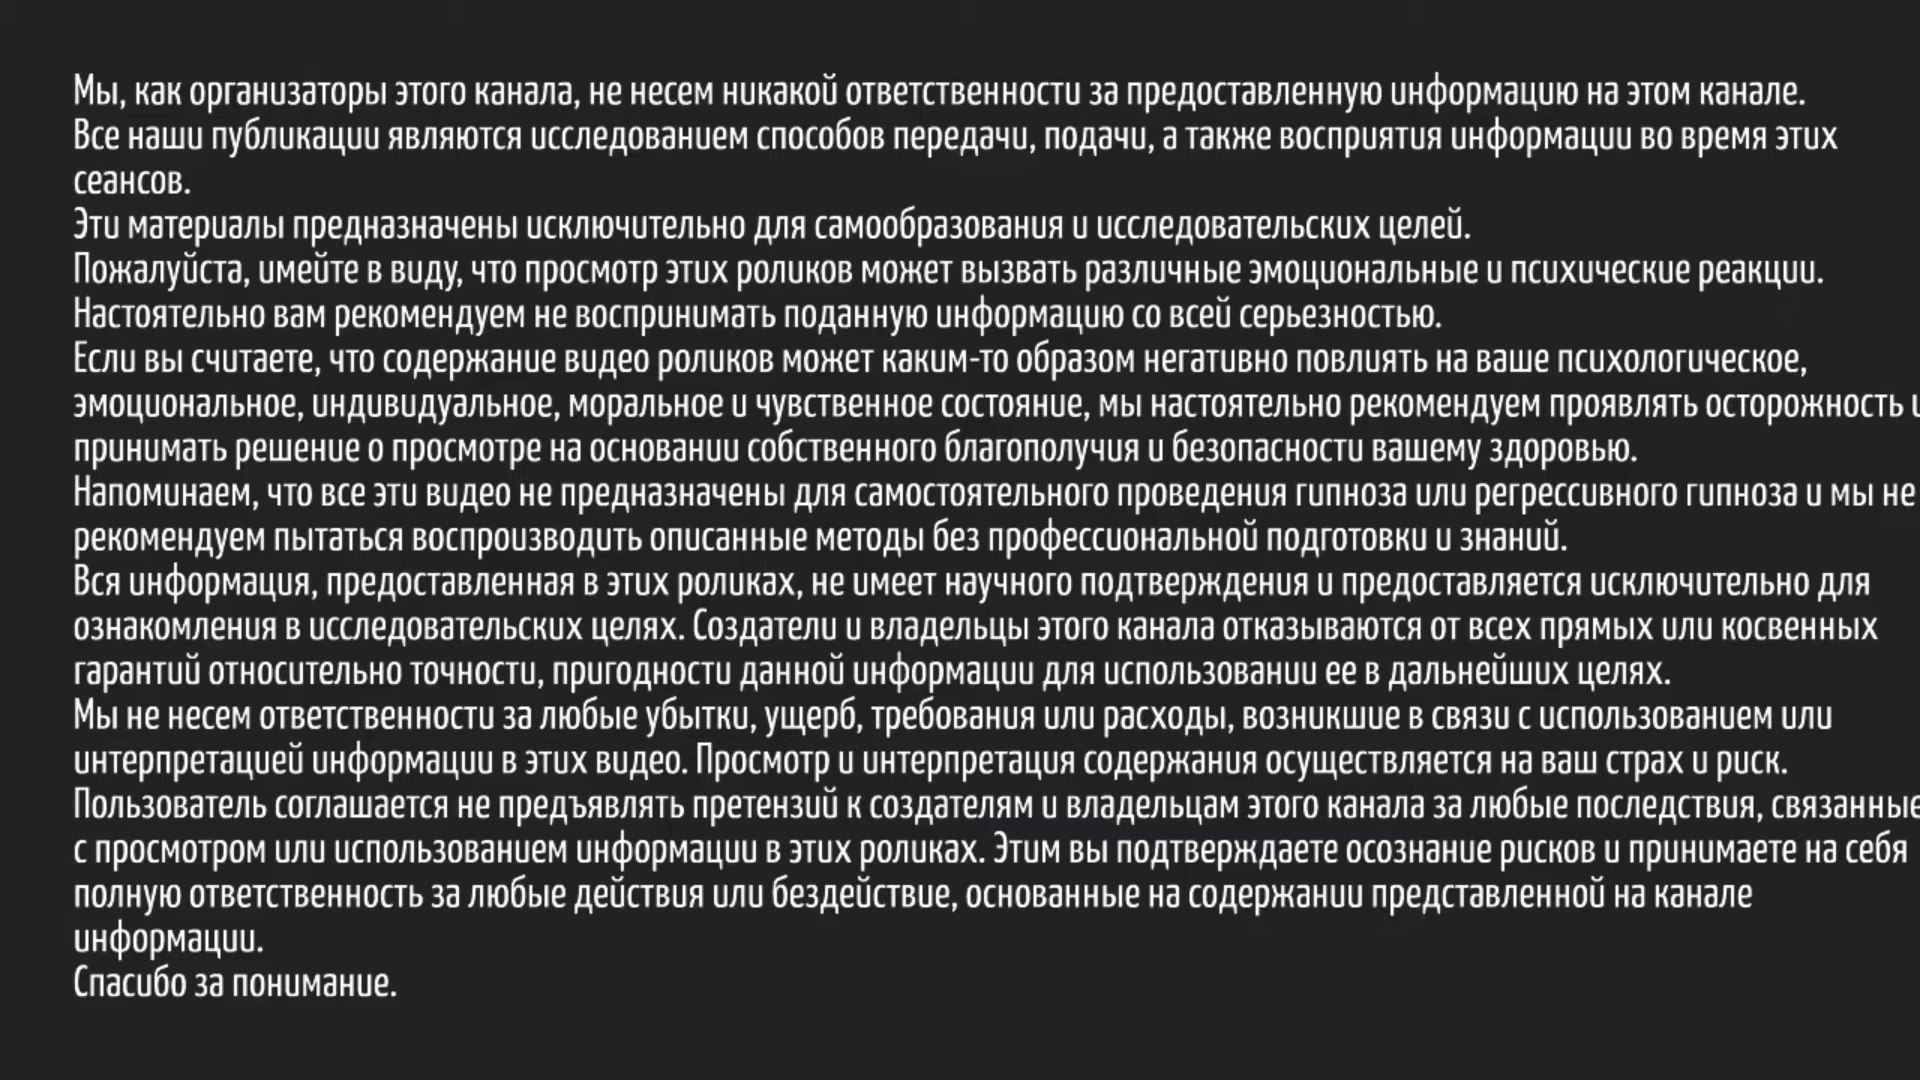 Мы, как организаторы этого канала, не несем никакой ответственности за предоставленную информацию на этом канале.
Все наши публикации являются исследованием способов передачи, подачи, а также восприятия информации во время этих
сеансов.
Эти материалы предназначены исключительно для самообразования и исследовательских целей.
Пожалуйста, имейте в виду, что просмотр этих роликов может вызвать различные эмоциональные и психические реакции.
Настоятельно вам рекомендуем не воспринимать поданную информацию со всей серьезностью.
Если вы считаете, что содержание видео роликов может каким-то образом негативно повлиять на ваше психологическое,
эмоциональное, индивидуальное, моральное и чувственное состояние, мы настоятельно рекомендуем проявлять осторожность и
принимать решение о просмотре на основании собственного благополучия и безопасности вашему здоровью.
Напоминаем, что все эти видео не предназначены для самостоятельного проведения гипноза или регрессивного гипноза и мы не
рекомендуем пытаться воспроизводить описанные методы без профессиональной подготовки и знаний.
Вся информация, предоставленная в этих роликах, не имеет научного подтверждения и предоставляется исключительно для
ознакомления в исследовательских целях. Создатели и владельцы этого канала отказываются от всех прямых или косвенных
гарантий относительно точности, пригодности данной информации для использовании ее в дальнейших целях.
Мы не несем ответственности за любые убытки, ущерб, требования или расходы, возникшие в связи с использованием или
интерпретацией информации в этих видео. Просмотр и интерпретация содержания осуществляется на ваш страх и риск.
Пользователь соглашается не предъявлять претензий к создателям и владельцам этого канала за любые последствия, связанные
с просмотром или использованием информации в этих роликах. Этим вы подтверждаете осознание рисков и принимаете на себя
полную ответственность за любые действия или бездействие, основанные на содержании представленной на канале
информации.
Спасибо за понимание.